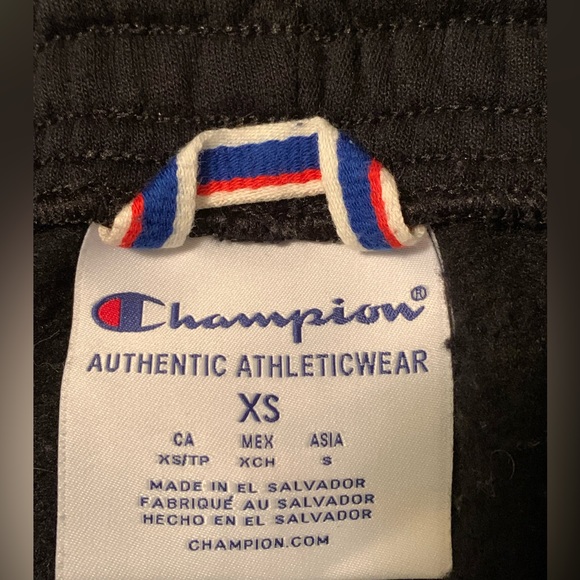 Champion®
AUTHENTIC ATHLETICWEAR
XS
CA MEX ASIA
XS/TP XCH S
MADE IN EL SALVADOR
FABRIQUÉ AU SALVADOR
HECHO EN EL SALVADOR
CHAMPION.COM